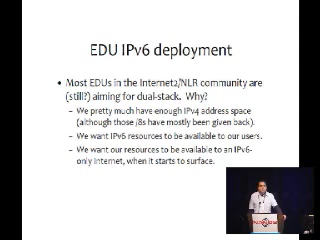 EDU IPv6 deployment
• Most EDUs in the Internet2/NLR community are
(still?) aiming for dual-stack. Why?
– We pretty much have enough IPv4 address space
(although those /8s have mostly been given back).
– We want IPv6 resources to be available to our users.
– We want our resources to be available to an IPv6-
only Internet, when it starts to surface.